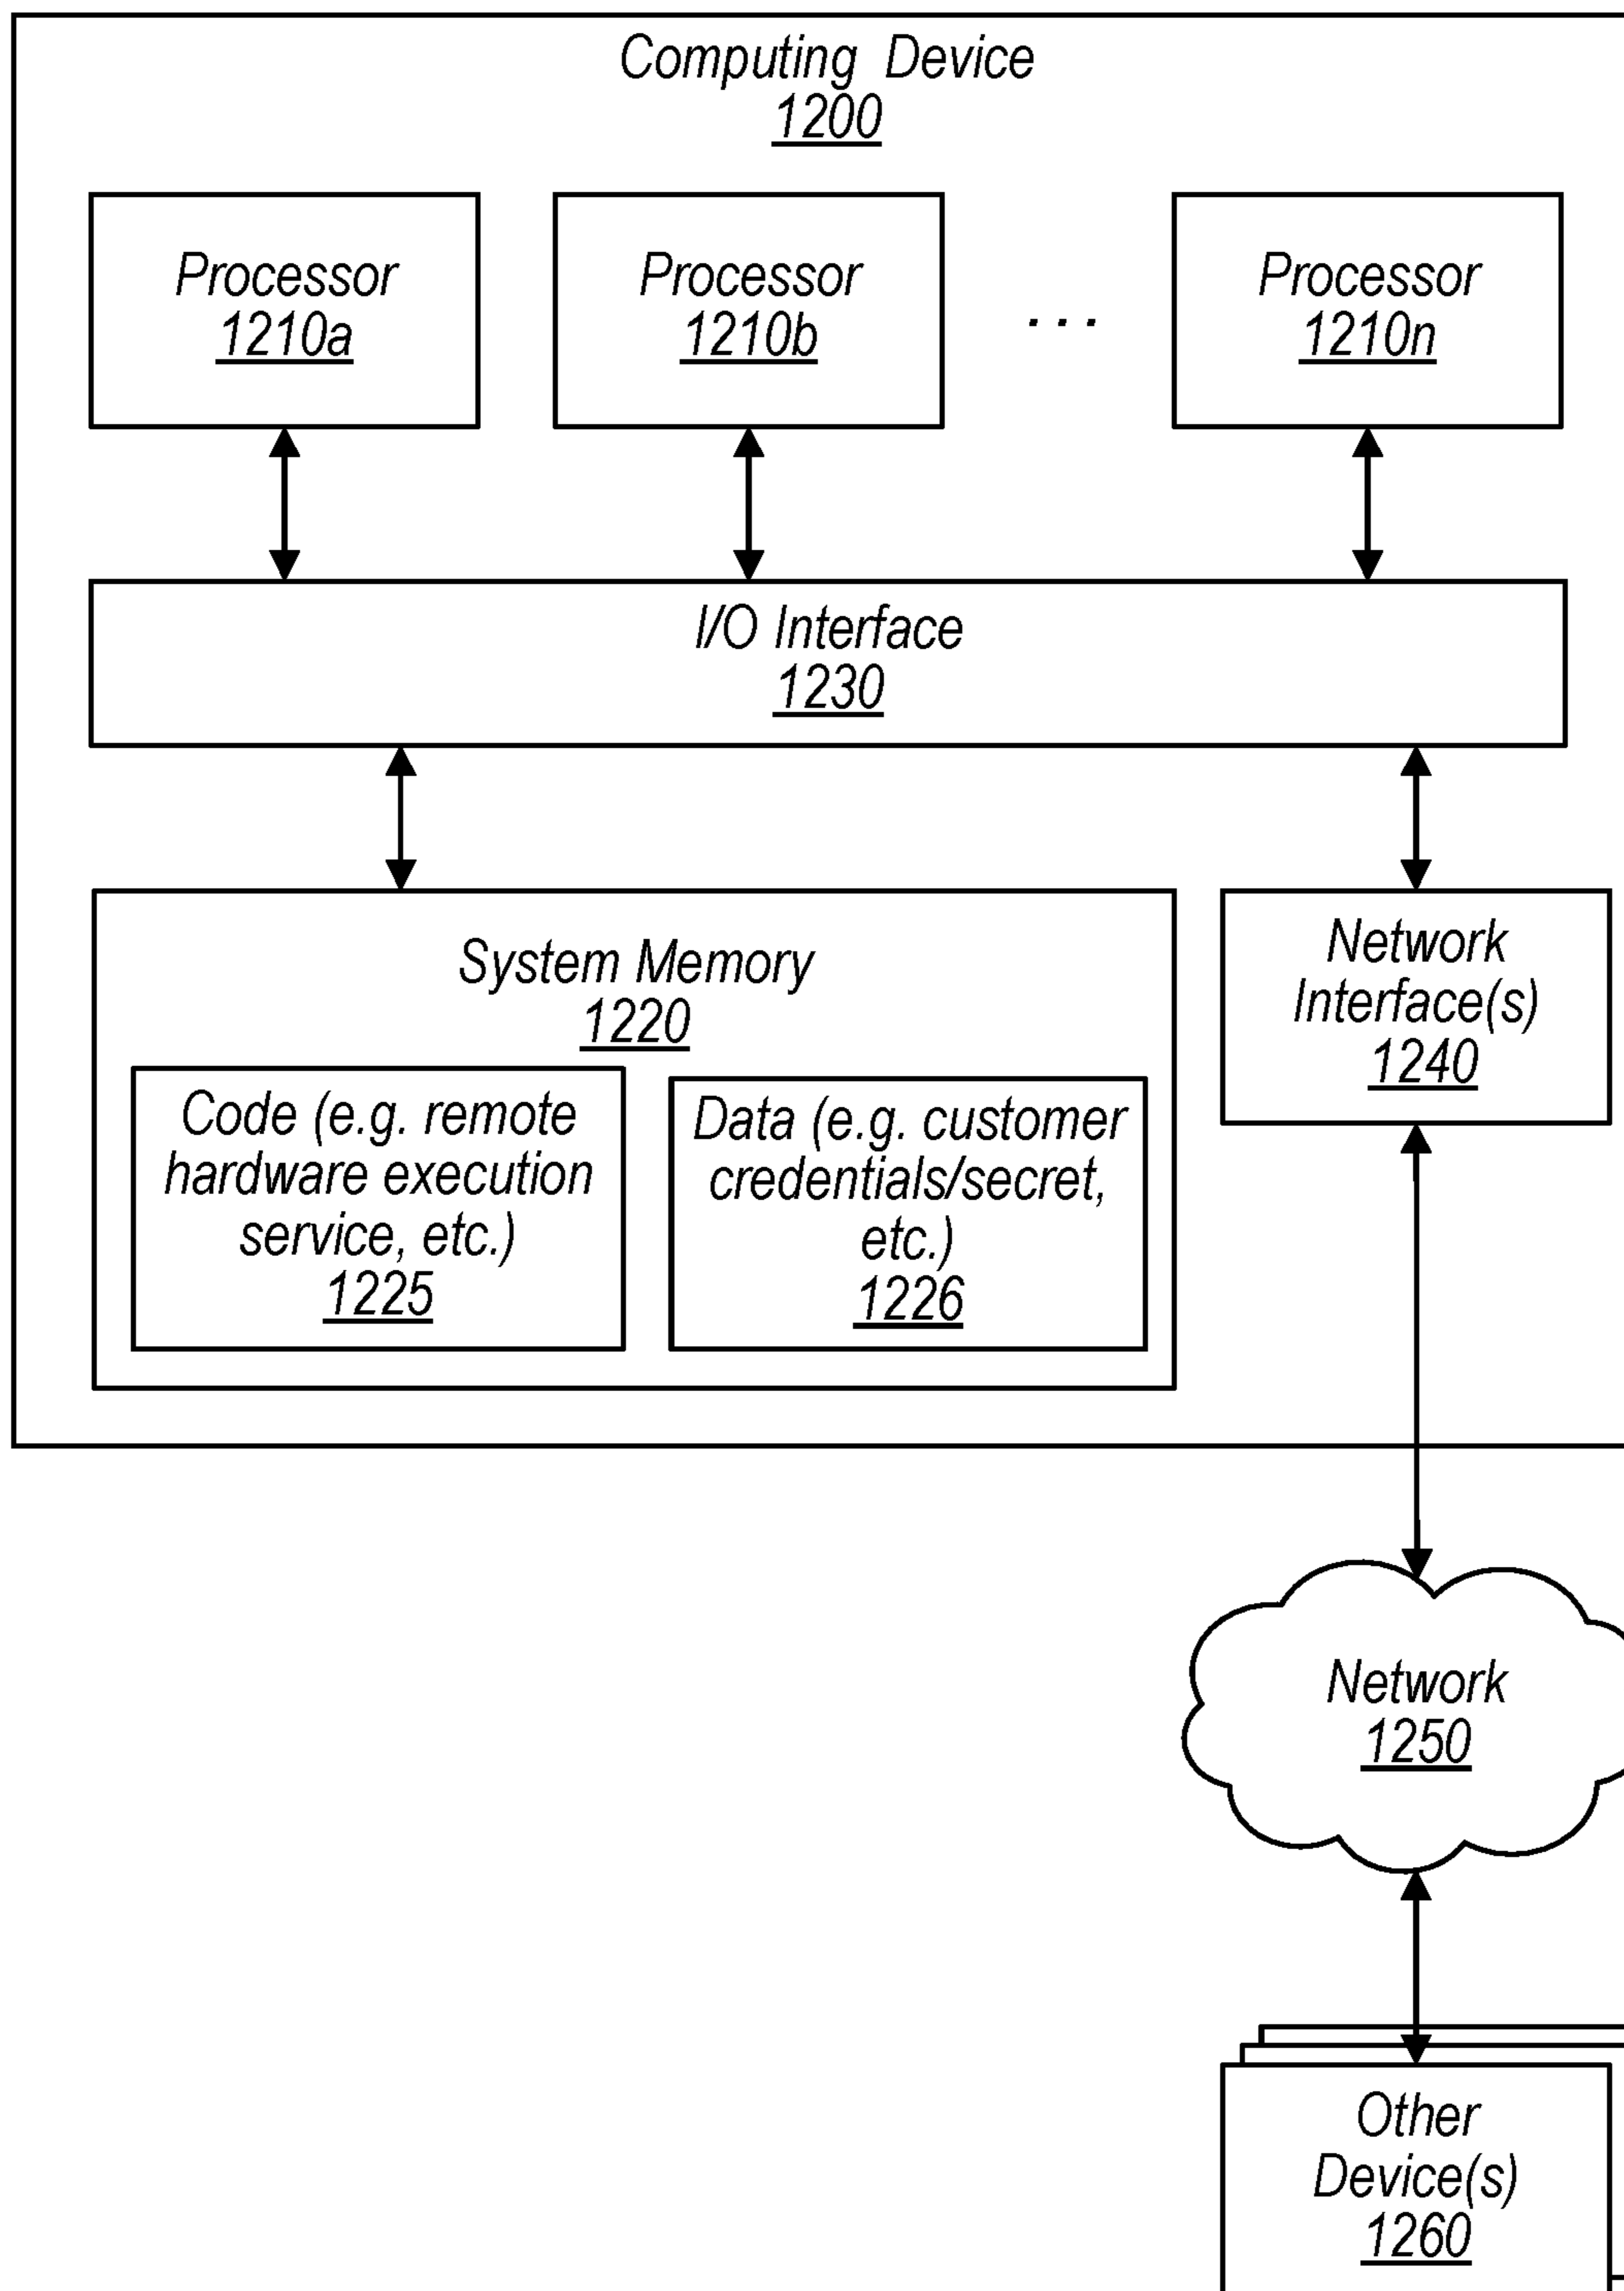 Computing Device
1200
Processor
1210a
Processor
1210b
...
Processor
1210n
I/O Interface
1230
System Memory
1220
Code (e.g. remote
hardware execution
service, etc.)
1225
Data (e.g. customer
credentials/secret,
etc.)
1226
Network
Interface(s)
1240
Network
1250
Other
Device(s)
1260